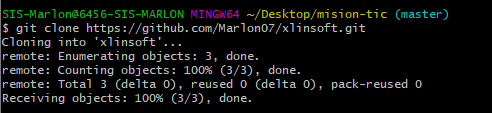 SIS-Marlon@6456-SIS-MARLON MINGW64 ~/Desktop/mision-tic (master)
$ git clone https://github.com/Marlon07/xlinsoft.git
Cloning into 'xlinsoft'...
remote: Enumerating objects: 3, done.
remote: Counting objects: 100% (3/3), done.
remote: Total 3 (delta 0), reused 0 (delta 0), pack-reused 0
Receiving objects: 100% (3/3), done.